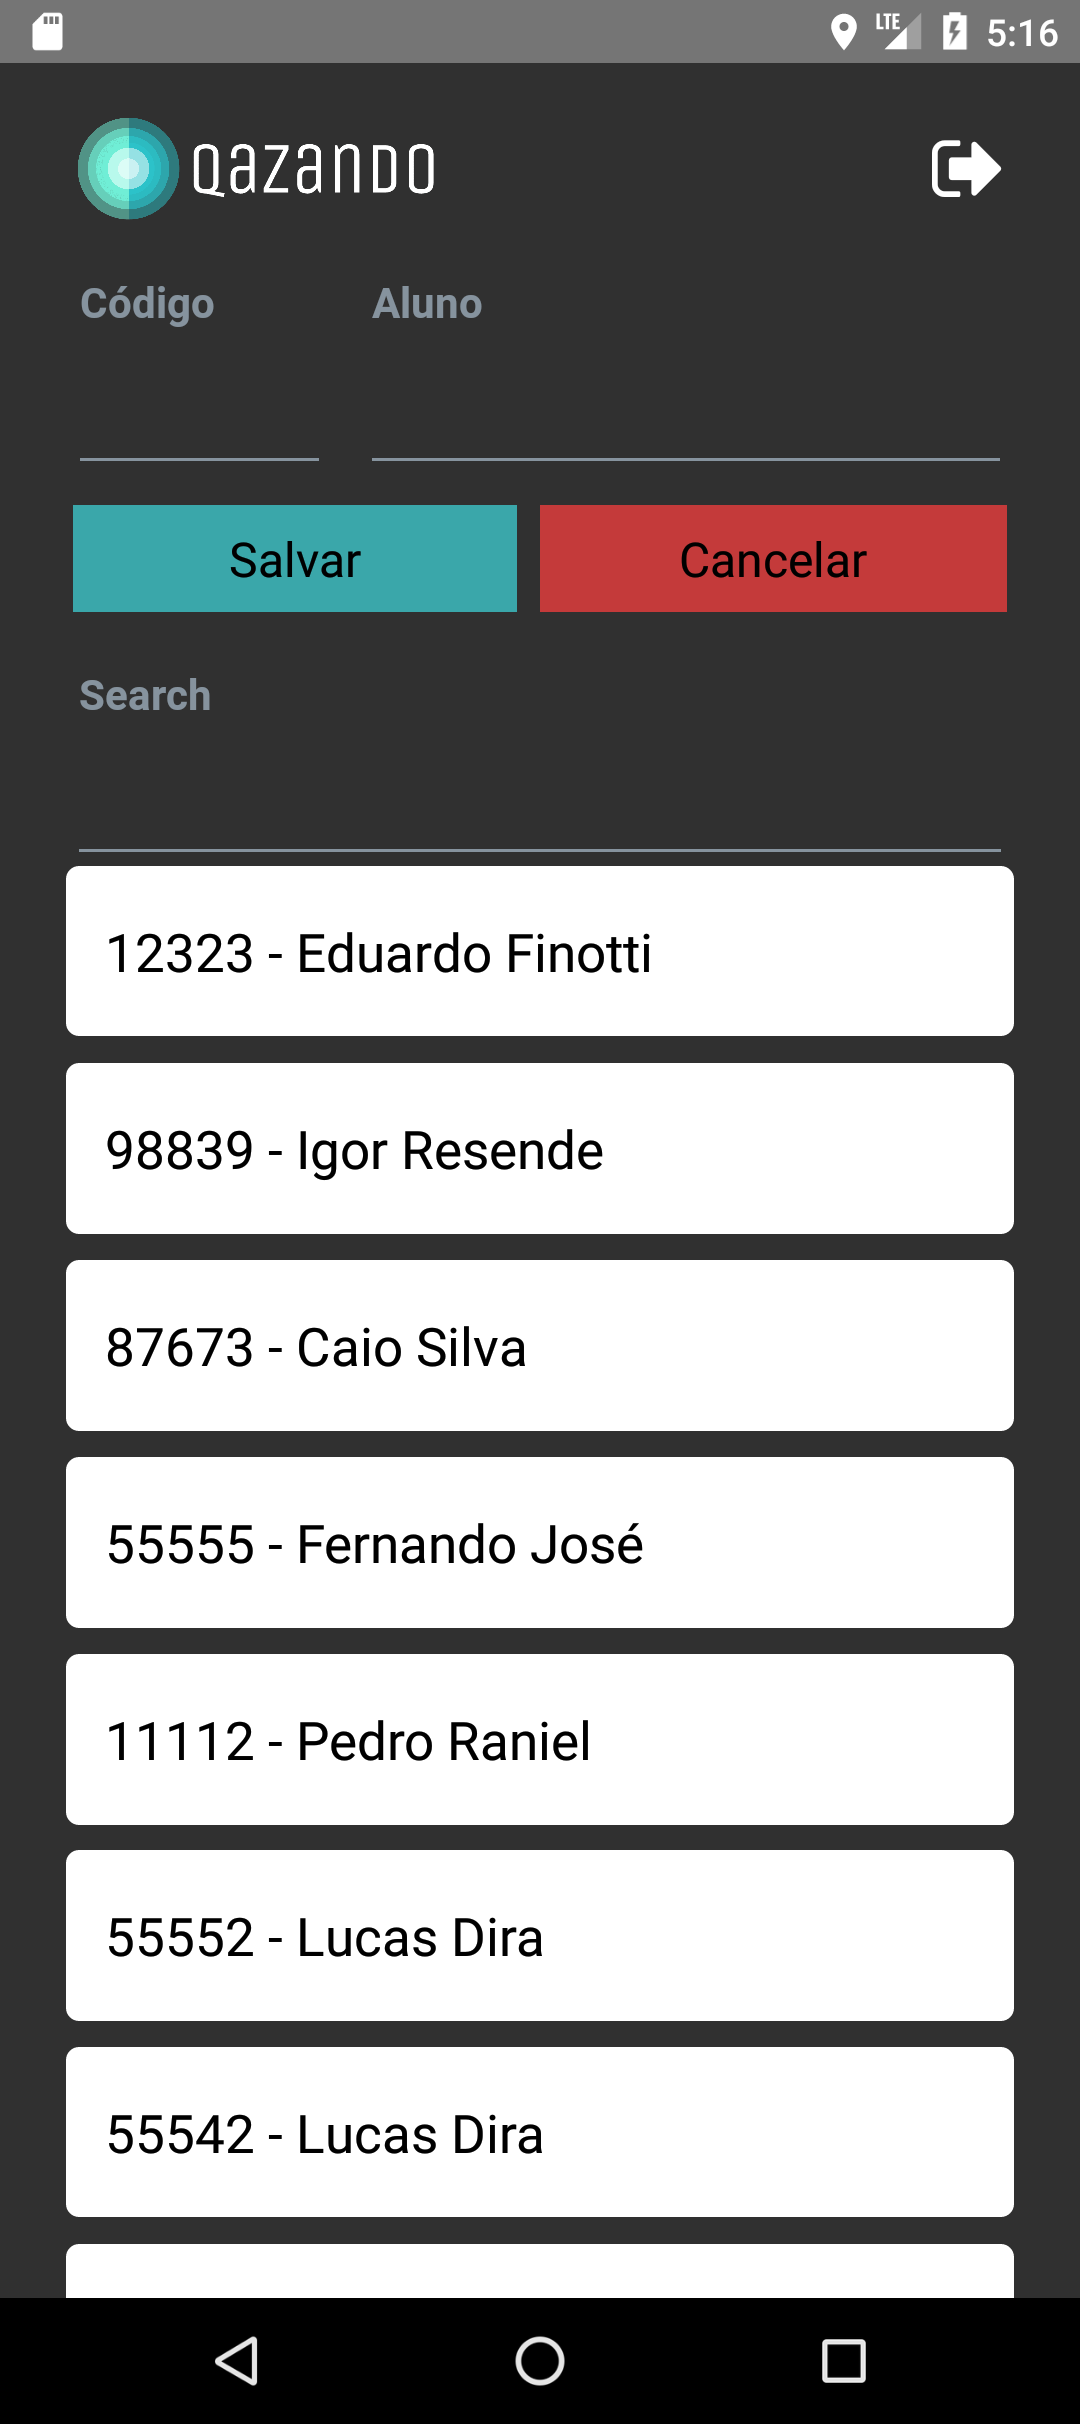 LTE 5:16
QAZANDO
Código Aluno
Salvar Cancelar
Search
12323 - Eduardo Finotti
98839 - Igor Resende
87673 - Caio Silva
55555 - Fernando José
11112 - Pedro Raniel
55552 - Lucas Dira
55542 - Lucas Dira